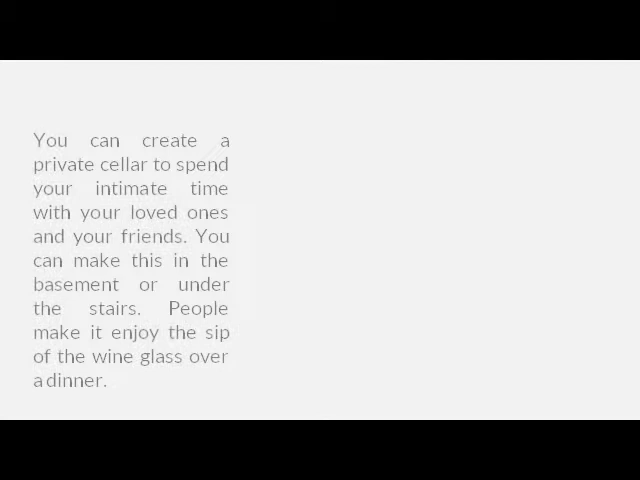 You can create a
private cellar to spend
your intimate time
with your loved ones
and your friends. You
can make this in the
basement or under
the stairs. People
make it enjoy the sip
of the wine glass over
a dinner.